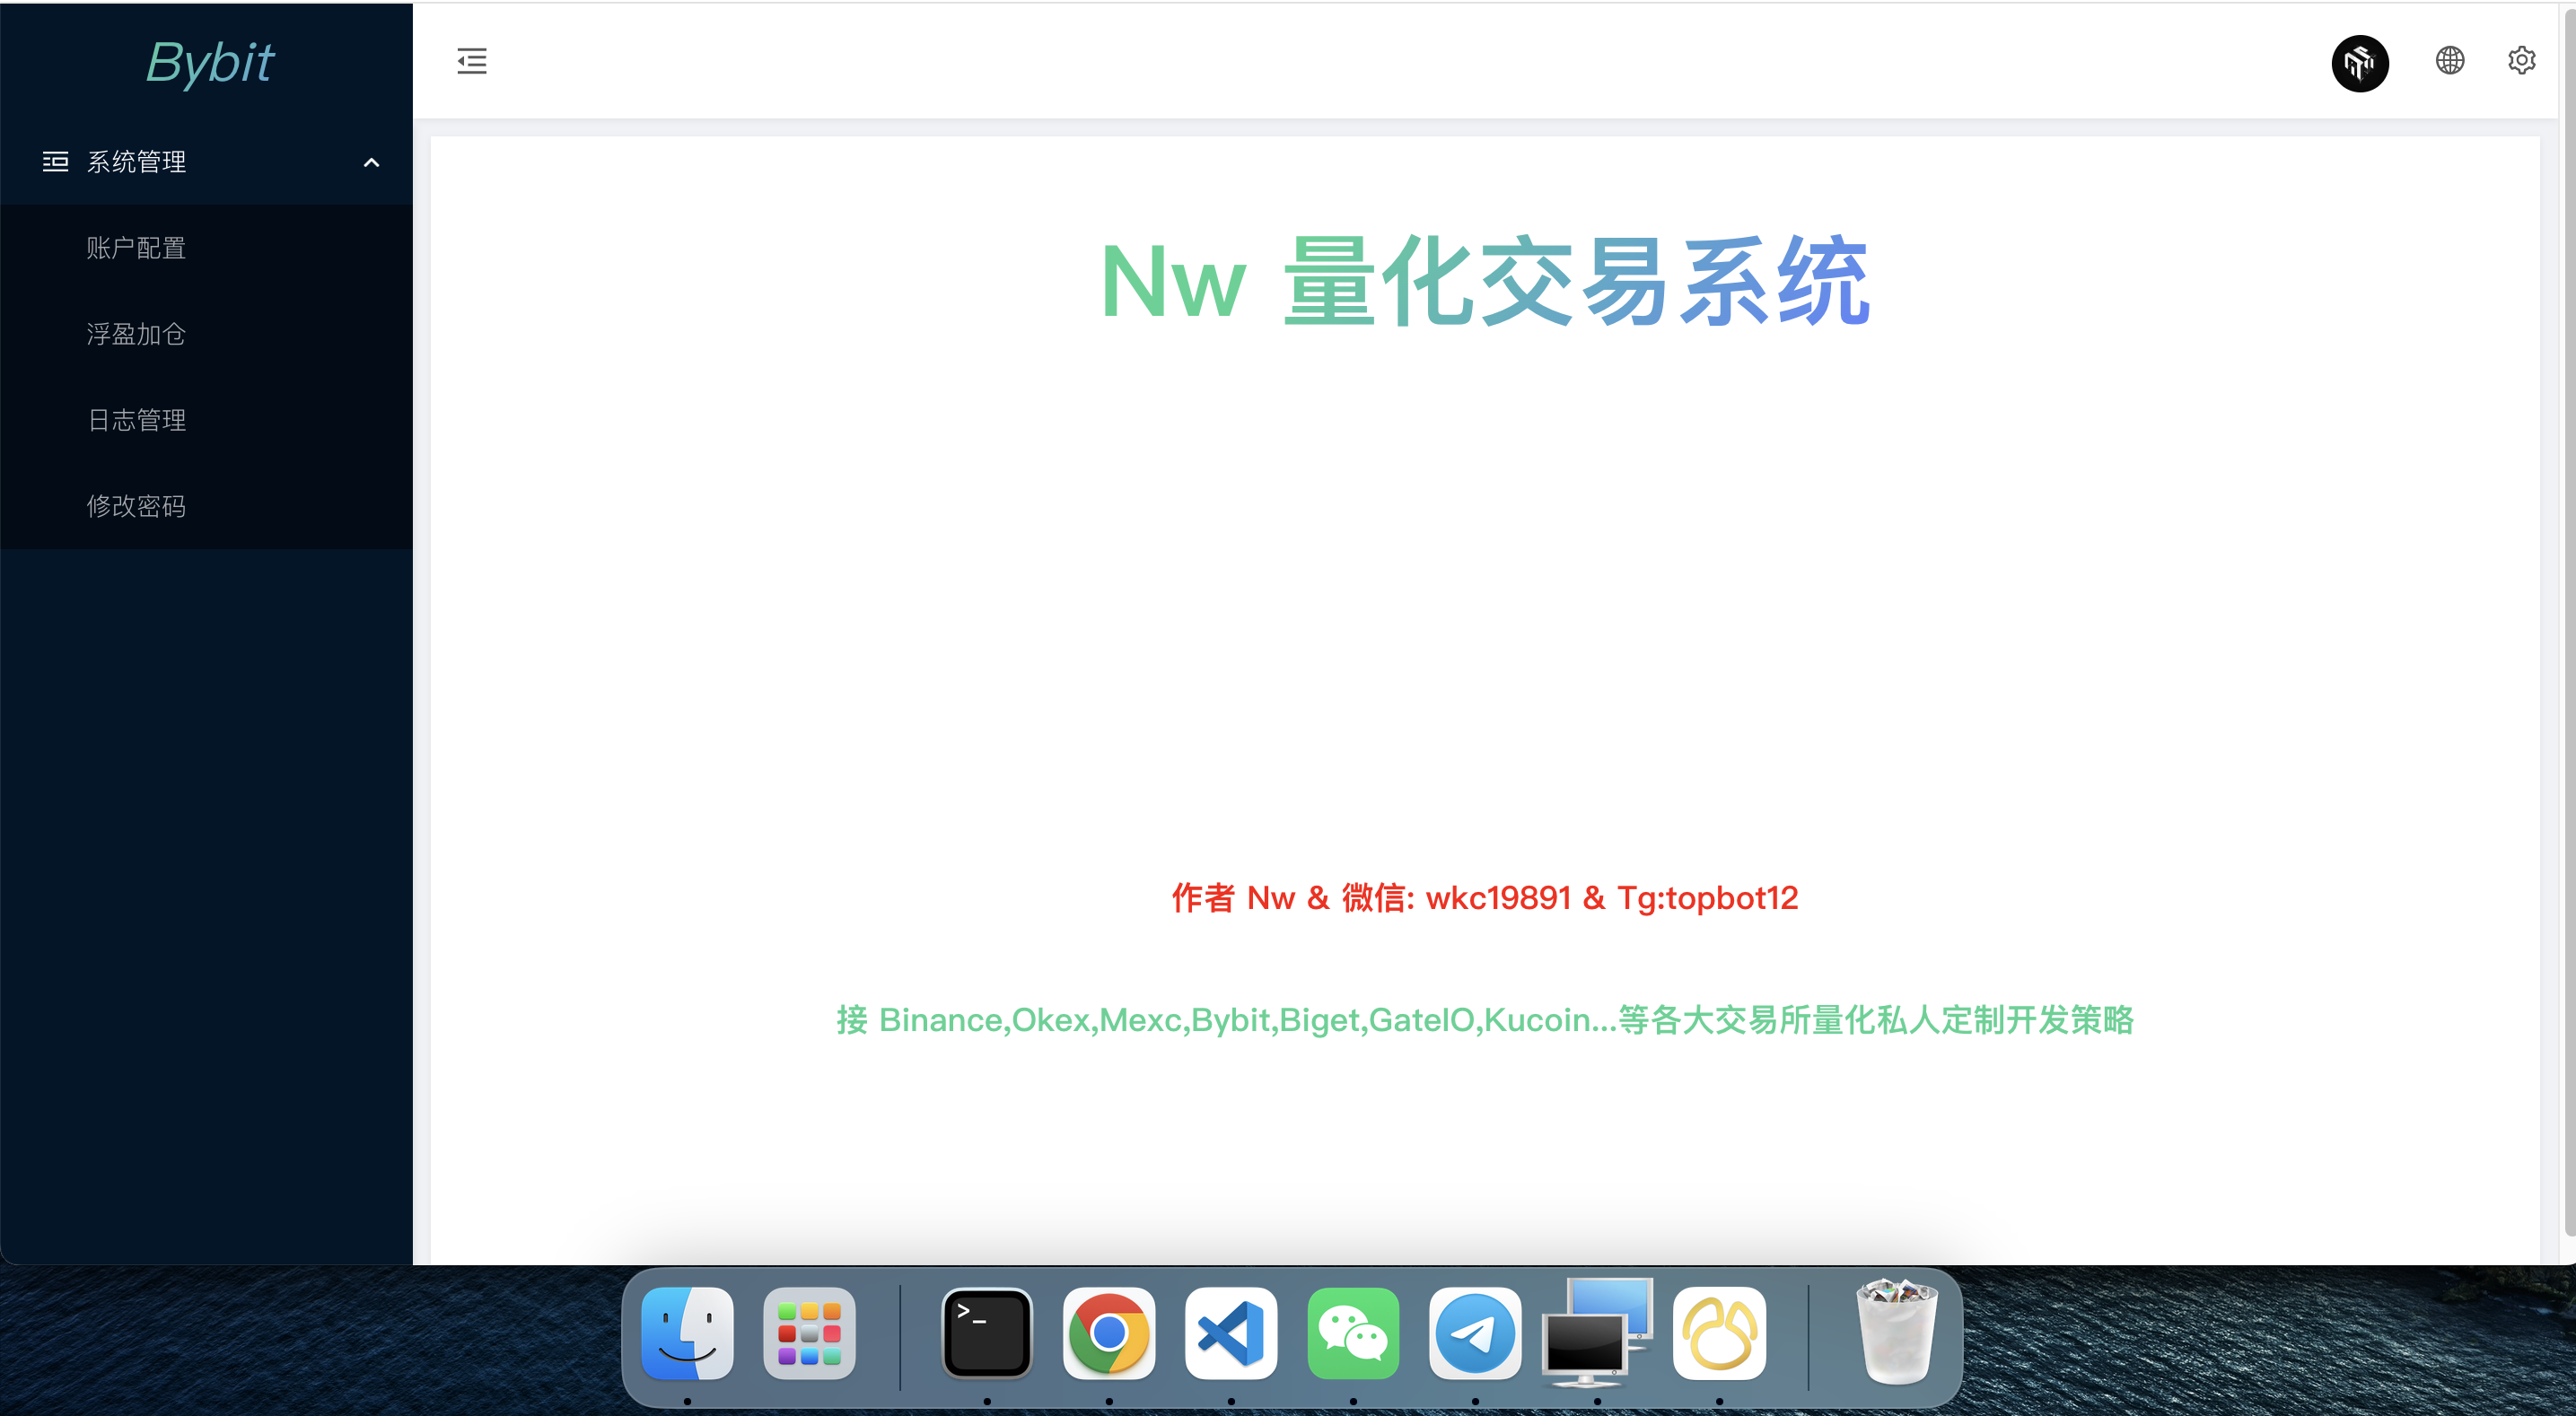 Bybit
系统管理
账户配置
浮盈加仓
日志管理
修改密码
Nw 量化交易系统
作者 Nw & 微信: wkc19891 & Tg:topbot12
接 Binance,Okex,Mexc,Bybit,Biget,GateIO,Kucoin...等各大交易所量化私人定制开发策略